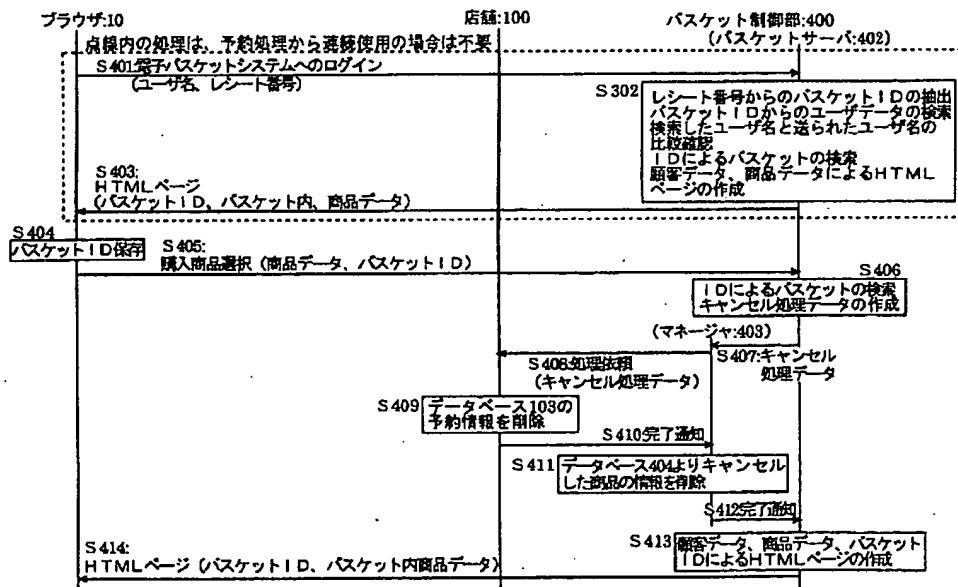 ブラウザ:10
店舗:100
バスケット制御部:400
(バスケットサーバ:402)
点線内の処理は、予約処理から連続使用の場合は不要
S401:電子バスケットシステムへのログイン
(ユーザ名、レシート番号)
S302
レシート番号からのバスケットIDの抽出
バスケットIDからのユーザデータの検索
検索したユーザ名と送られたユーザ名の
比較確認
IDによるバスケットの検索
顧客データ、商品データによるHTML
ページの作成
S403:
HTMLページ
(バスケットID、バスケット内、商品データ)
S404
バスケットID保存
S405:
購入商品選択(商品データ、バスケットID)
S406
IDによるバスケットの検索
キャンセル処理データの作成
(マネージャ:403)
S407:キャンセル
処理データ
S408:処理依頼
(キャンセル処理データ)
S409
データベース103の
予約情報を削除
S410:完了通知
S411
データベース404よりキャンセル
した商品の情報を削除
S412:完了通知
S413
顧客データ、商品データ、バスケット
IDによるHTMLページの作成
S414:
HTMLページ(バスケットID、バスケット内商品データ)